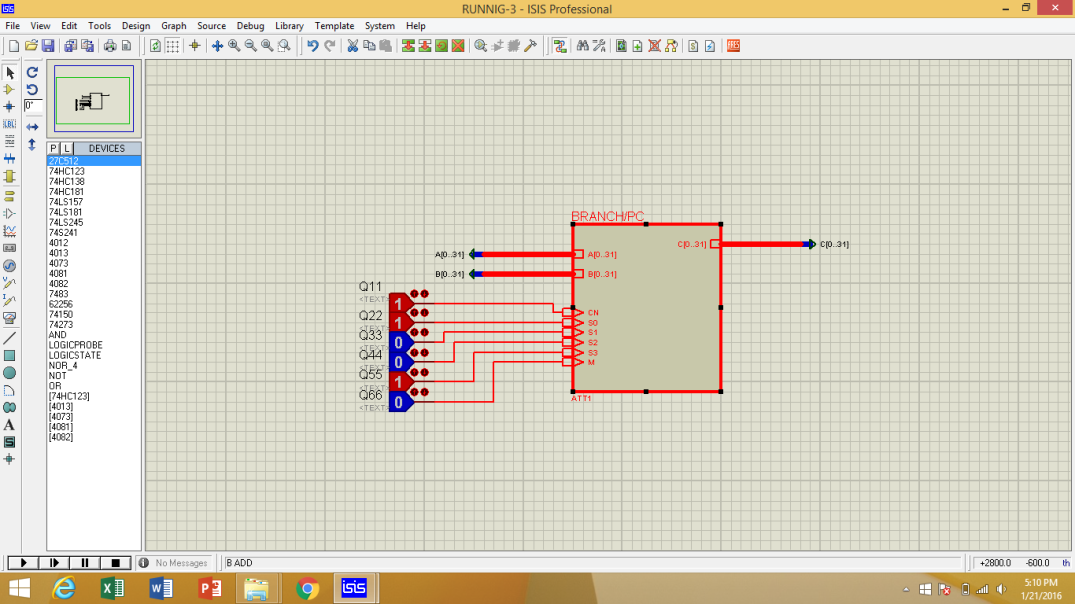 isis
RUNNIG-3 - ISIS Professional
File View Edit Tools Design Graph Source Debug Library Template System Help
LBL
0°
P L DEVICES
27C512
74HC123
74HC138
74HC181
74LS157
74LS181
74LS245
74S241
4012
4013
4073
4081
4082
7483
62256
74150
74273
AND
LOGICPROBE
LOGICSTATE
NOR_4
NOT
OR
[74HC123]
[4013]
[4073]
[4081]
[4082]
A
S
BRANCH/PC
C[0..31] C[0..31]
A[0..31] A[0..31]
B[0..31] B[0..31]
Q11
<TEXT>
1
CN
Q22
<TEXT>
1
S0
Q33
<TEXT>
0
S1
Q44
<TEXT>
0
S2
Q55
<TEXT>
1
S3
Q66
<TEXT>
0
M
ATT1
No Messages B ADD +2800.0 -600.0 th
isis
5:10 PM
1/21/2016